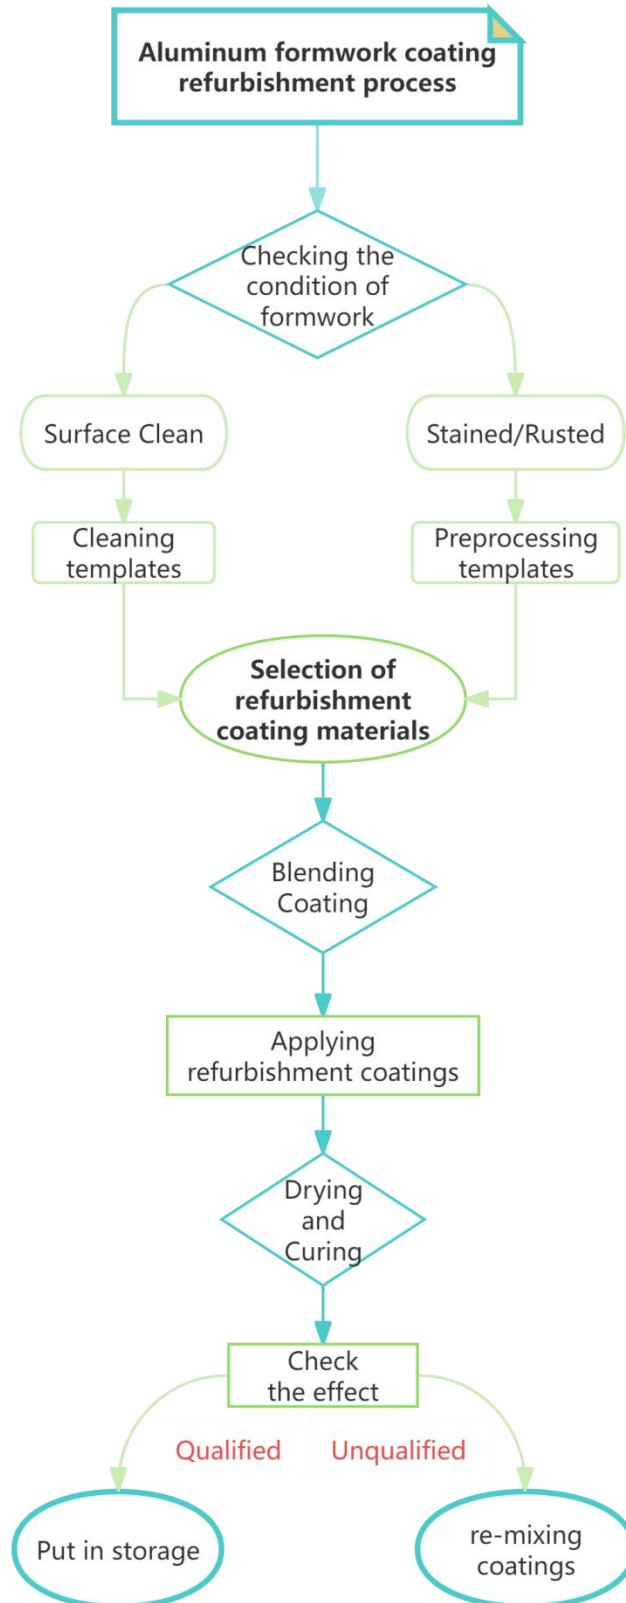 Aluminum formwork coating
refurbishment process
Checking the
condition of
formwork
Surface Clean
Stained/Rusted
Cleaning
templates
Preprocessing
templates
Selection of
refurbishment
coating materials
Blending
Coating
Applying
refurbishment coatings
Drying
and
Curing
Check
the effect
Qualified
Unqualified
Put in storage
re-mixing
coatings